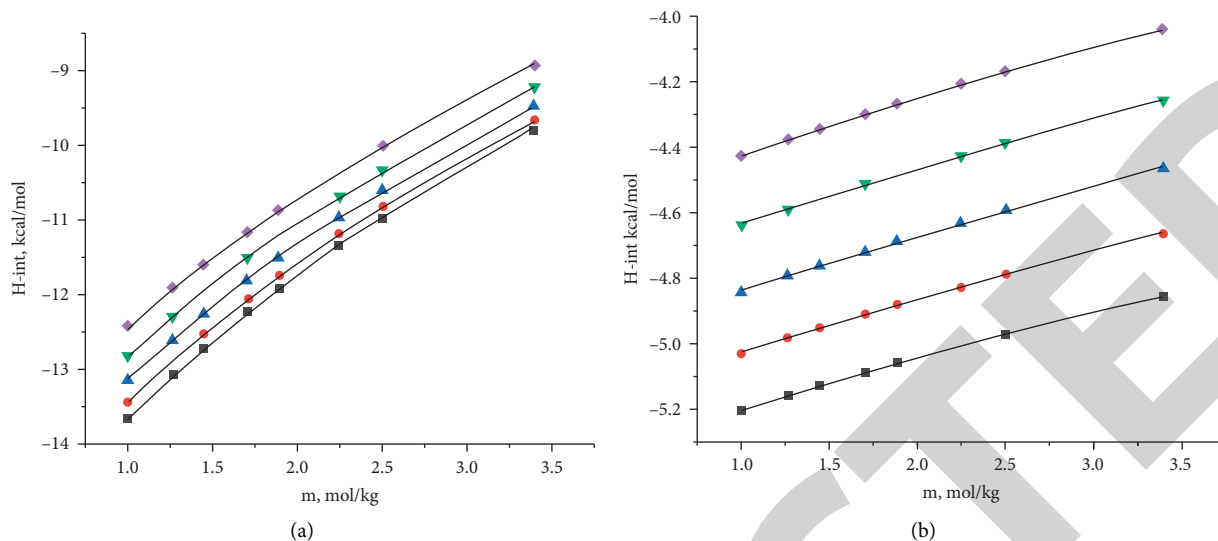 −9
−10
−11
−12
−13
−14
H-int, kcal/mol
1.0 1.5 2.0 2.5 3.0 3.5
m, mol/kg
(a)
−4.0
−4.2
−4.4
−4.6
−4.8
−5.0
−5.2
H-int kcal/mol
1.0 1.5 2.0 2.5 3.0 3.5
m, mol/kg
(b)